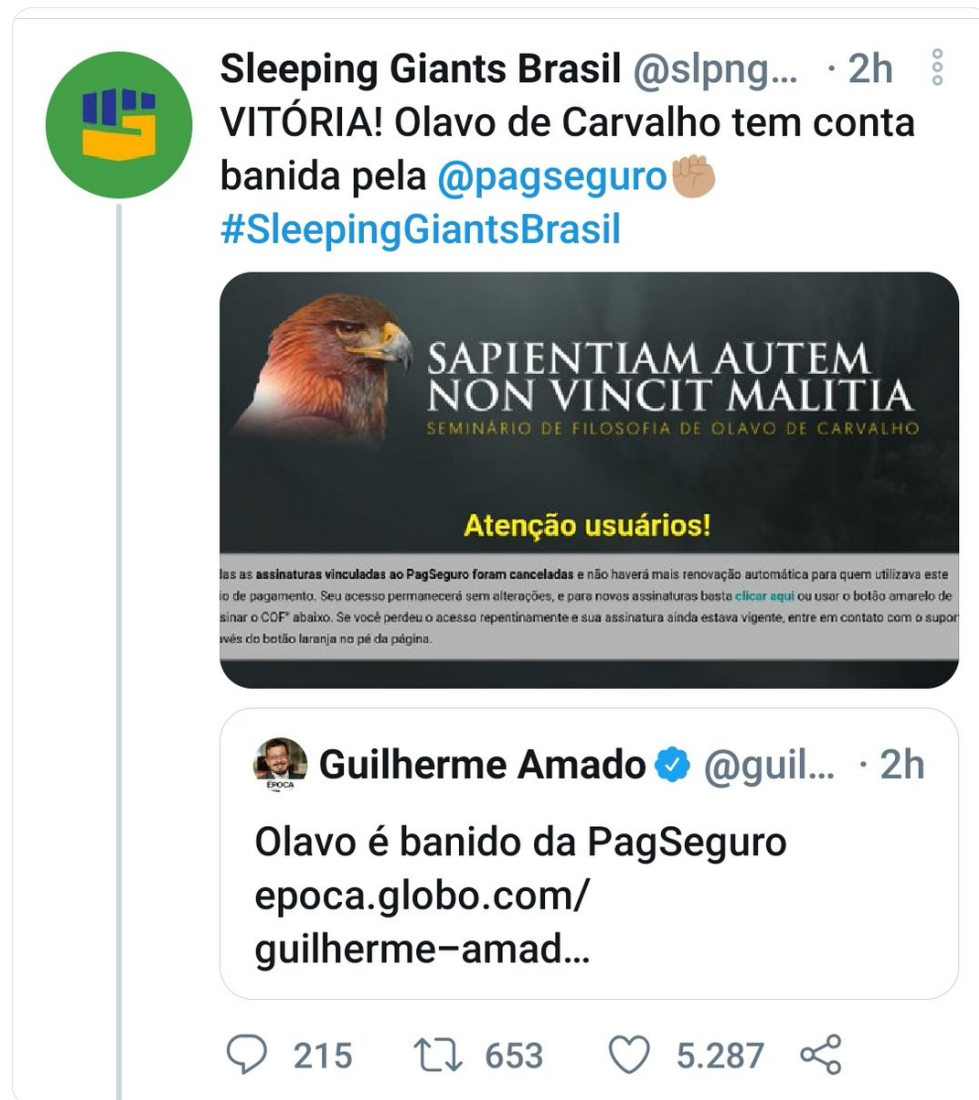 Sleeping Giants Brasil @slpng... · 2h
VITÓRIA! Olavo de Carvalho tem conta
banida pela @pagseguro✊🏽
#SleepingGiantsBrasil
SAPIENTIAM AUTEM
NON VINCIT MALITIA
SEMINÁRIO DE FILOSOFIA DE OLAVO DE CARVALHO
Atenção usuários!
las as assinaturas vinculadas ao PagSeguro foram canceladas e não haverá mais renovação automática para quem utilizava este
io de pagamento. Seu acesso permanecerá sem alterações, e para novas assinaturas basta clicar aqui ou usar o botão amarelo de
sinar o COF" abaixo. Se você perdeu o acesso repentinamente e sua assinatura ainda estava vigente, entre em contato com o supor
avés do botão laranja no pé da página.
ÉPOCA
Guilherme Amado @guil... · 2h
Olavo é banido da PagSeguro
epoca.globo.com/
guilherme-amad...
215 653 5.287